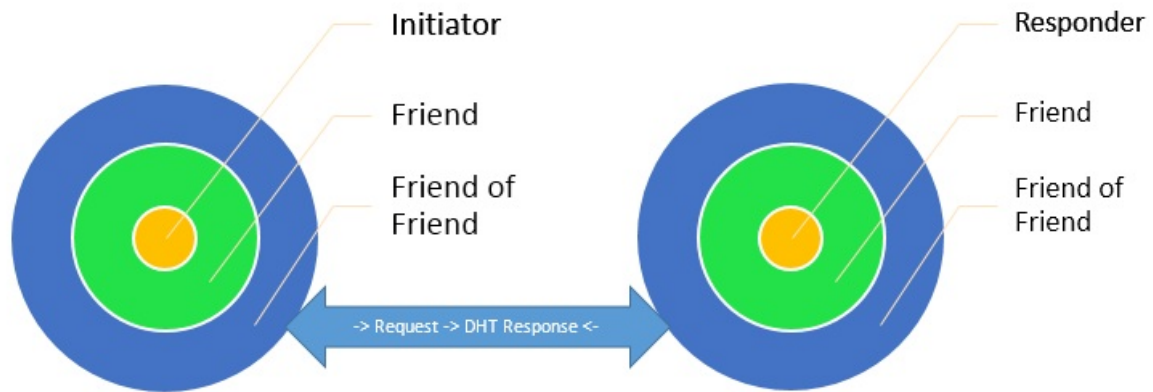 Initiator
Friend
Friend of
Friend
-> Request -> DHT Response <-
Responder
Friend
Friend of
Friend